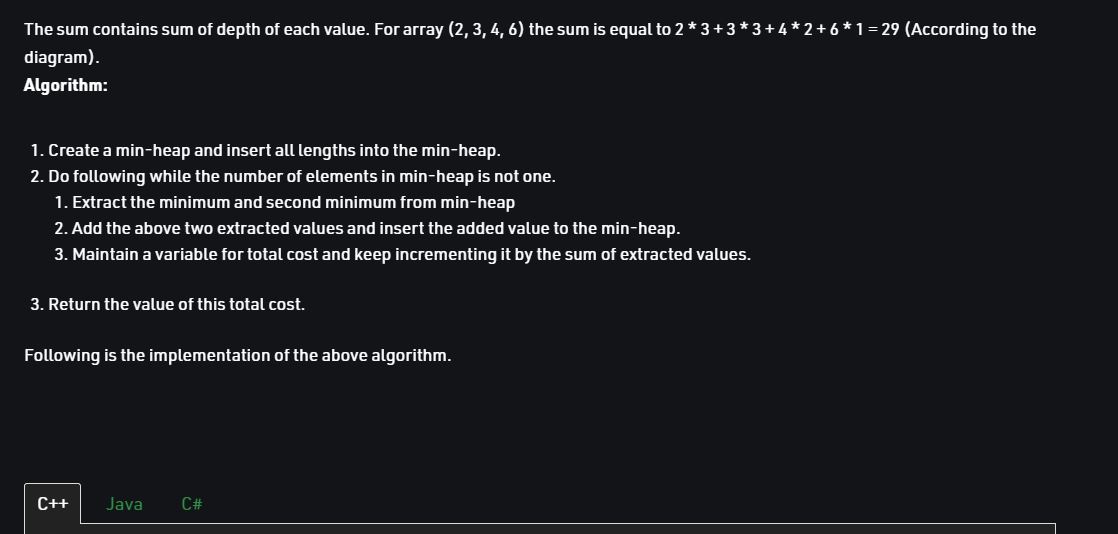 The sum contains sum of depth of each value. For array (2, 3, 4, 6) the sum is equal to 2 * 3 + 3 * 3 + 4 * 2 + 6 * 1 = 29 (According to the
diagram).
Algorithm:
1. Create a min-heap and insert all lengths into the min-heap.
2. Do following while the number of elements in min-heap is not one.
1. Extract the minimum and second minimum from min-heap
2. Add the above two extracted values and insert the added value to the min-heap.
3. Maintain a variable for total cost and keep incrementing it by the sum of extracted values.
3. Return the value of this total cost.
Following is the implementation of the above algorithm.
C++ Java C#